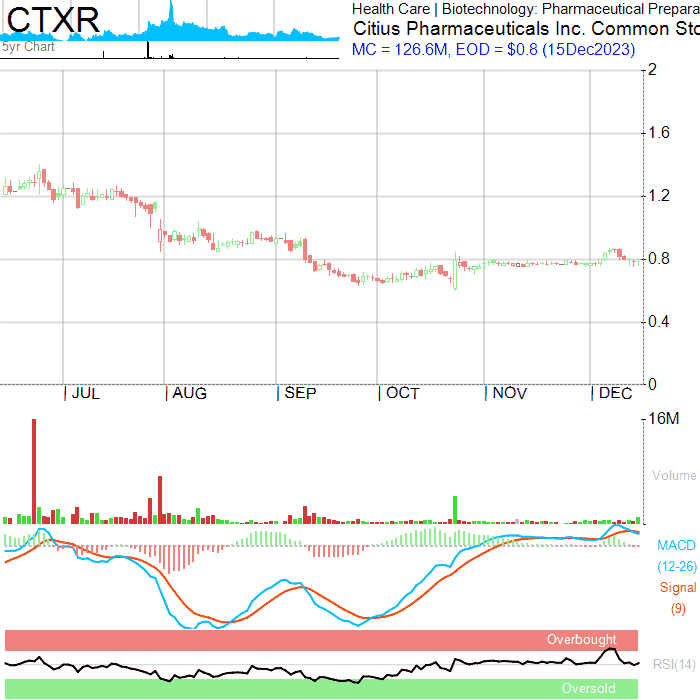 CTXR
5yr Chart
Health Care | Biotechnology: Pharmaceutical Prepara
Citius Pharmaceuticals Inc. Common Sto
MC = 126.6M, EOD = $0.8 (15Dec2023)
2
1.6
1.2
0.8
0.4
0
| JUL | AUG | SEP | OCT | NOV | DEC
16M
Volume
MACD
(12-26)
Signal
(9)
Overbought
RSI(14)
Oversold